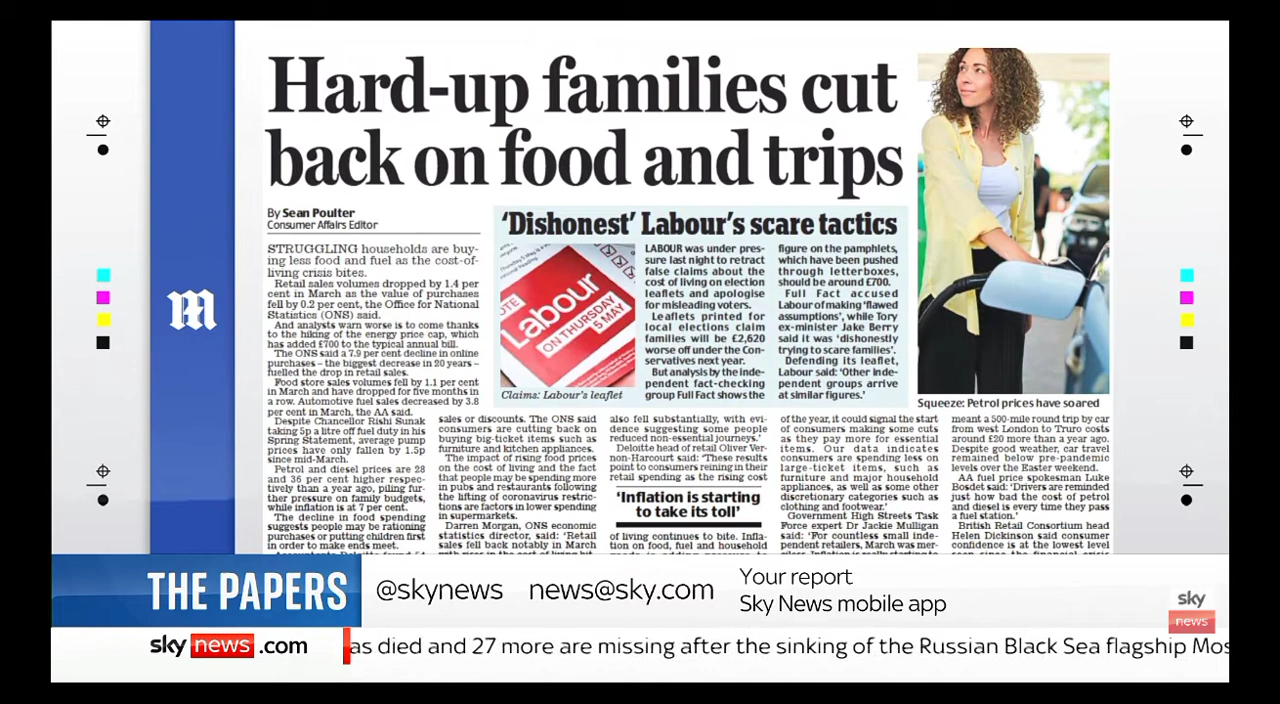 Hard-up families cut
back on food and trips
By Sean Poulter
Consumer Affairs Editor
STRUGGLING households are buy-
ing less food and fuel as the cost-of-
living crisis bites.
Retail sales volumes dropped by 1.4 per
cent in March as the value of purchases
fell by 0.2 per cent, the Office for National
Statistics (ONS) said.
And analysts warn worse is to come thanks
to the hiking of the energy price cap, which
has added £700 to the typical annual bill.
The ONS said a 7.9 per cent decline in online
purchases – the biggest decrease in 20 years –
fuelled the drop in retail sales.
Food store sales volumes fell by 1.1 per cent
in March and have dropped for five months in
a row. Automotive fuel sales decreased by 3.8
per cent in March, the AA said.
Despite Chancellor Rishi Sunak
taking 5p a litre off fuel duty in his
Spring Statement, average pump
prices have only fallen by 1.5p
since mid-March.
Petrol and diesel prices are 28
and 36 per cent higher respec-
tively than a year ago, piling fur-
ther pressure on family budgets,
while inflation is at 7 per cent.
The decline in food spending
suggests people may be rationing
purchases or putting children first
in order to make ends meet.
'Dishonest' Labour's scare tactics
VOTE
Labour
ON THURSDAY
5 MAY
Claims: Labour's leaflet
LABOUR was under pres-
sure last night to retract
false claims about the
cost of living on election
leaflets and apologise
for misleading voters.
Leaflets printed for
local elections claim
families will be £2,620
worse off under the Con-
servatives next year.
But analysis by the inde-
pendent fact-checking
group Full Fact shows the
figure on the pamphlets,
which have been pushed
through letterboxes,
should be around £700.
Full Fact accused
Labour of making 'flawed
assumptions', while Tory
ex-minister Jake Berry
said it was 'dishonestly
trying to scare families'.
Defending its leaflet,
Labour said: 'Other inde-
pendent groups arrive
at similar figures.'
Squeeze: Petrol prices have soared
sales or discounts. The ONS said
consumers are cutting back on
buying big-ticket items such as
furniture and kitchen appliances.
The impact of rising food prices
on the cost of living and the fact
that people may be spending more
in pubs and restaurants following
the lifting of coronavirus restric-
tions are factors in lower spending
in supermarkets.
Darren Morgan, ONS economic
statistics director, said: 'Retail
sales fell back notably in March
also fell substantially, with evi-
dence suggesting some people
reduced non-essential journeys.'
Deloitte head of retail Oliver Ver-
non-Harcourt said: 'These results
point to consumers reining in their
retail spending as the rising cost
'Inflation is starting
to take its toll'
of living continues to bite. Infla-
tion on food, fuel and household
of the year, it could signal the start
of consumers making some cuts
as they pay more for essential
items. Our data indicates
consumers are spending less on
large-ticket items, such as
furniture and major household
appliances, as well as some other
discretionary categories such as
clothing and footwear.'
Government High Streets Task
Force expert Dr Jackie Mulligan
said: 'For countless small inde-
pendent retailers, March was mer-
meant a 500-mile round trip by car
from west London to Truro costs
around £20 more than a year ago.
Despite good weather, car travel
remained below pre-pandemic
levels over the Easter weekend.
AA fuel price spokesman Luke
Bosdet said: 'Drivers are reminded
just how bad the cost of petrol
and diesel is every time they pass
a fuel station.'
British Retail Consortium head
Helen Dickinson said consumer
confidence is at the lowest level
THE PAPERS
@skynews news@sky.com
Your report
Sky News mobile app
sky
news
sky news .com
as died and 27 more are missing after the sinking of the Russian Black Sea flagship Mos